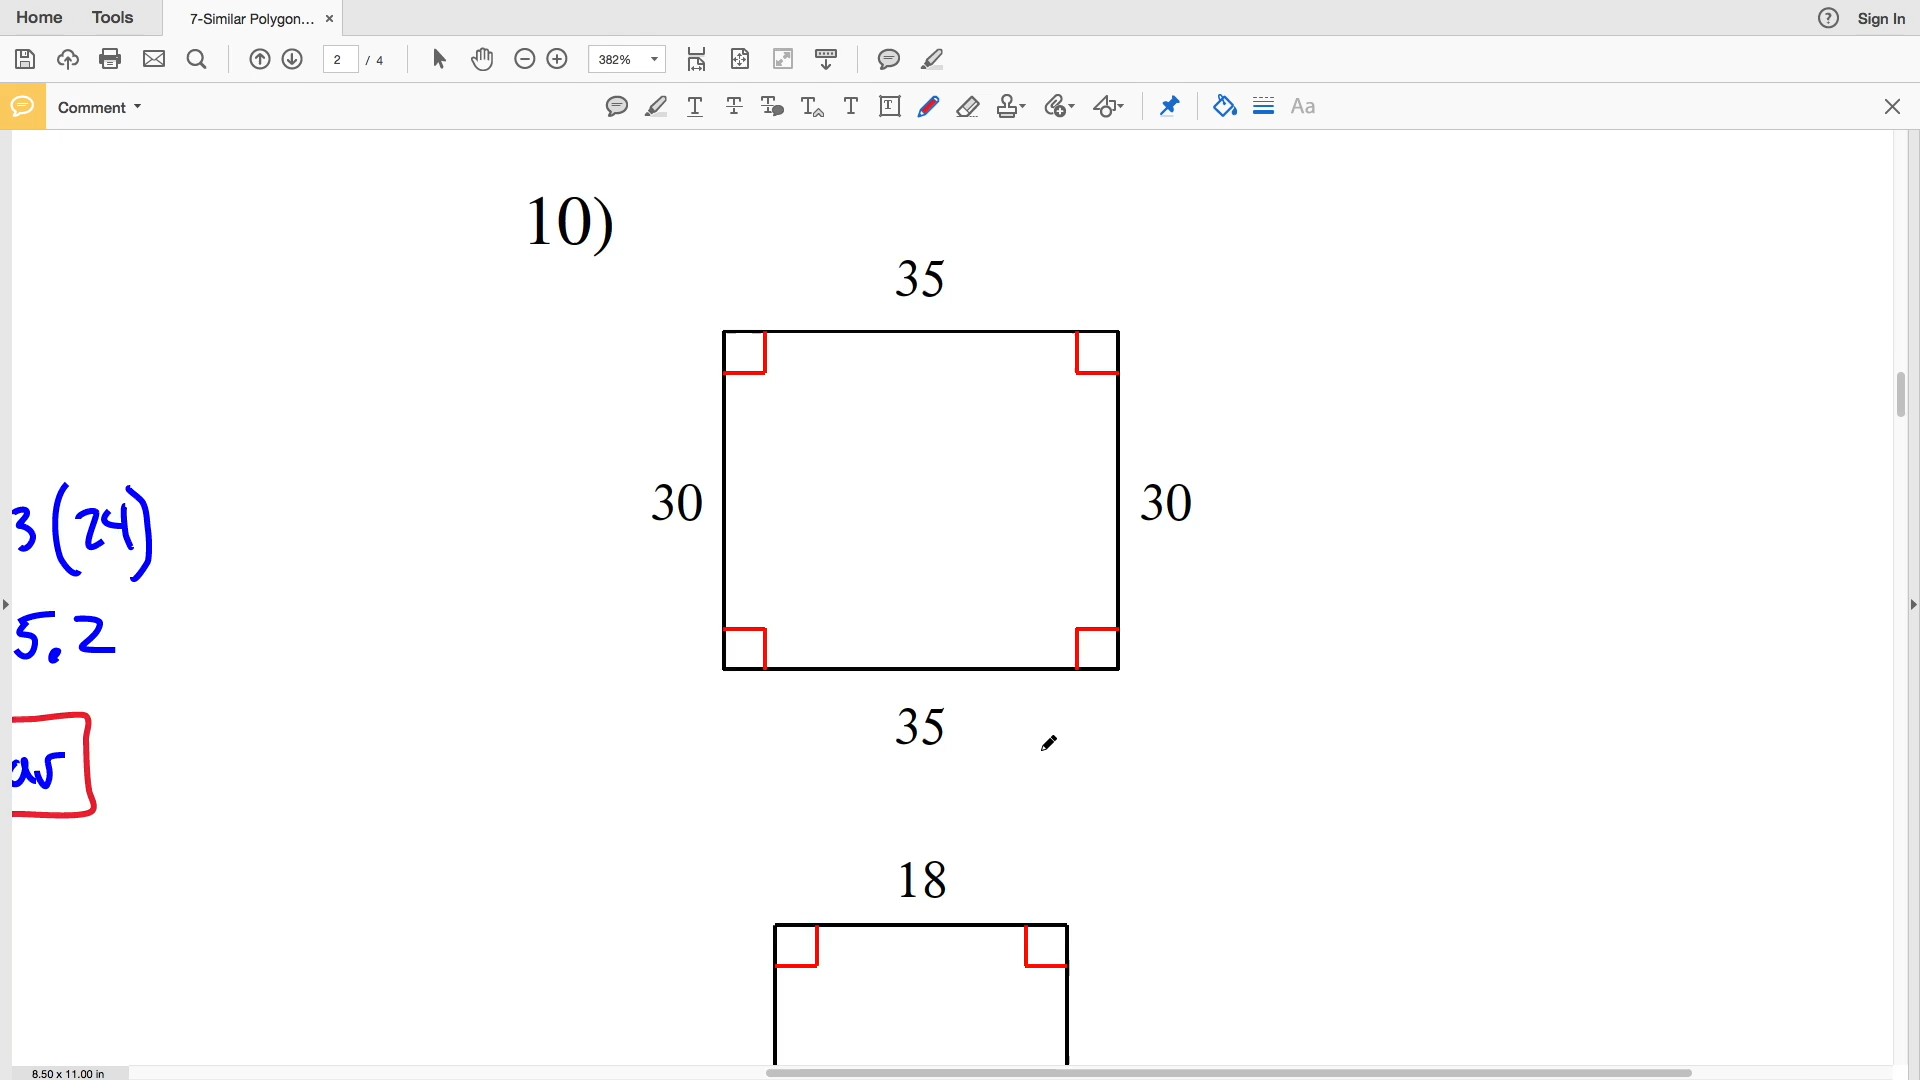 Home Tools 7-Similar Polygon... × ? Sign In
2 / 4 382%
Comment T T T T T T Aa
10)
35
30 30
35
18
3(24)
5.2
8.50 x 11.00 in